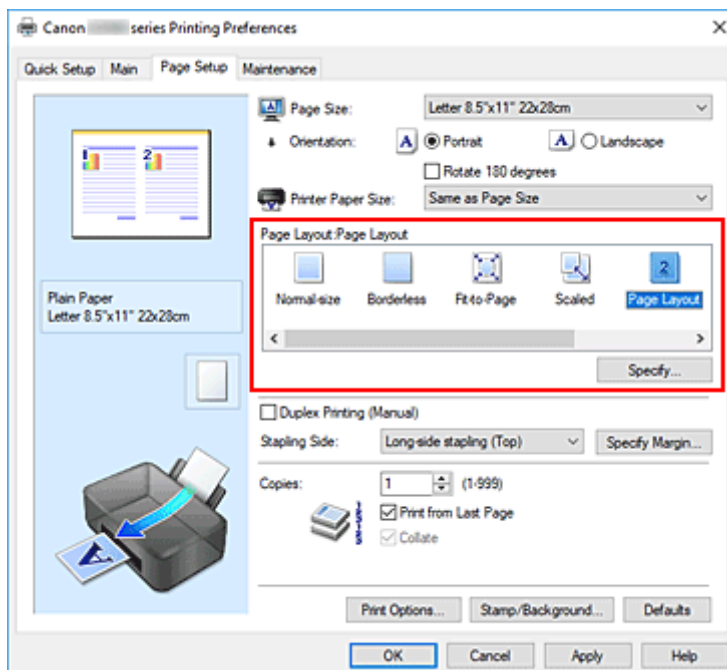 Canon series Printing Preferences
Quick Setup Main Page Setup Maintenance
1 2
Plain Paper
Letter 8.5"x11" 22x28cm
Page Size: Letter 8.5"x11" 22x28cm
Orientation: A Portrait A Landscape
Rotate 180 degrees
Printer Paper Size: Same as Page Size
Page Layout:Page Layout
2
Normal-size Borderless Fit-to-Page Scaled Page Layout
Specify...
Duplex Printing (Manual)
Stapling Side: Long-side stapling (Top) Specify Margin...
Copies: 1 (1-999)
Print from Last Page
Collate
A
Print Options... Stamp/Background... Defaults
OK Cancel Apply Help